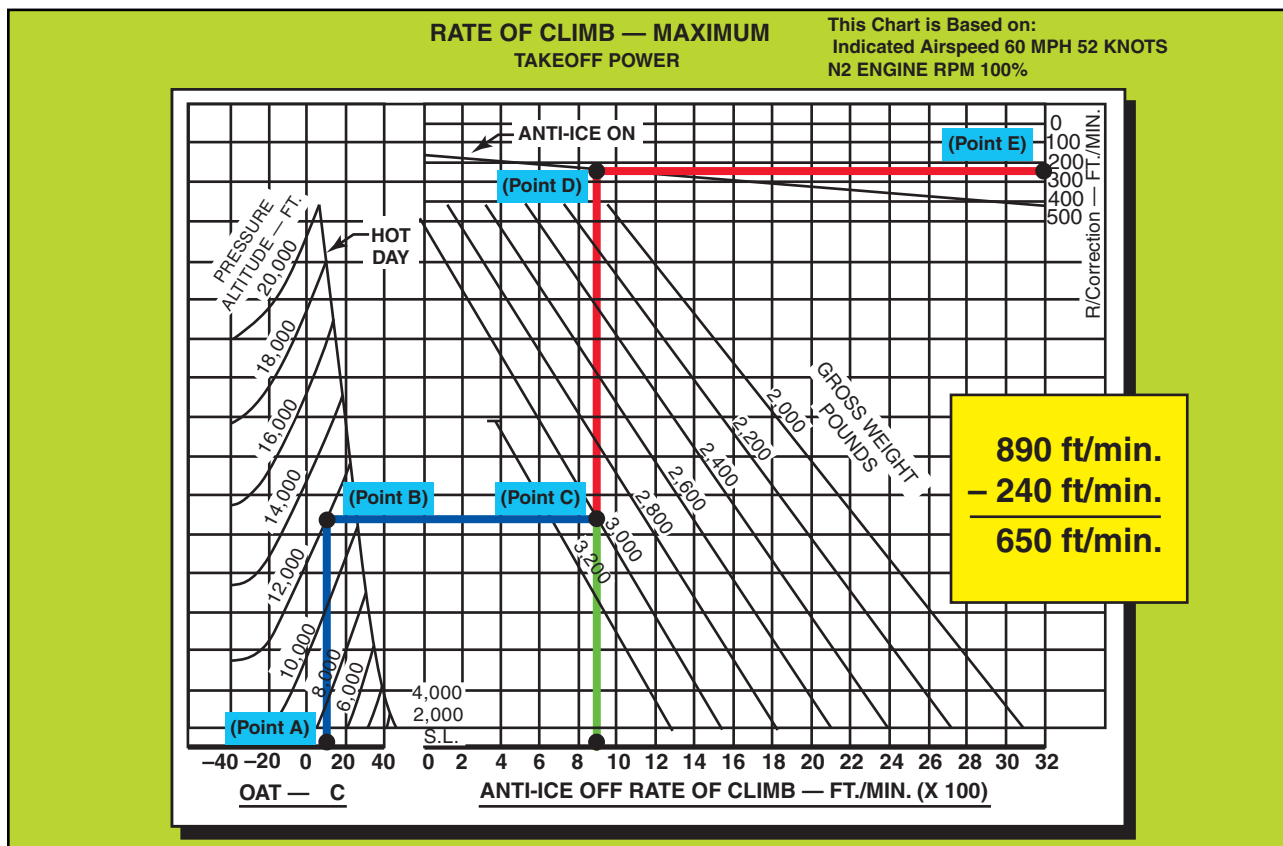 RATE OF CLIMB — MAXIMUM
TAKEOFF POWER
This Chart is Based on:
Indicated Airspeed 60 MPH 52 KNOTS
N2 ENGINE RPM 100%
ANTI-ICE ON
(Point E)
(Point D)
0
100
200
300
400
500
R/Correction — FT./MIN.
PRESSURE
ALTITUDE — FT.
HOT
DAY
20,000
18,000
16,000
14,000
12,000
10,000
8,000
6,000
4,000
2,000
S.L.
GROSS WEIGHT
POUNDS
2,000
2,200
2,400
2,600
2,800
3,000
3,200
(Point B)
(Point C)
(Point A)
890 ft/min.
– 240 ft/min.
650 ft/min.
–40 –20 0 20 40
0 2 4 6 8 10 12 14 16 18 20 22 24 26 28 30 32
OAT — C
ANTI-ICE OFF RATE OF CLIMB — FT./MIN. (X 100)